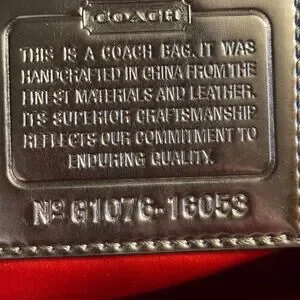 COACH
THIS IS A COACH BAG. IT WAS
HANDCRAFTED IN CHINA FROM THE
FINEST MATERIALS AND LEATHER.
ITS SUPERIOR CRAFTSMANSHIP
REFLECTS OUR COMMITMENT TO
ENDURING QUALITY.
Nº G1076-16053